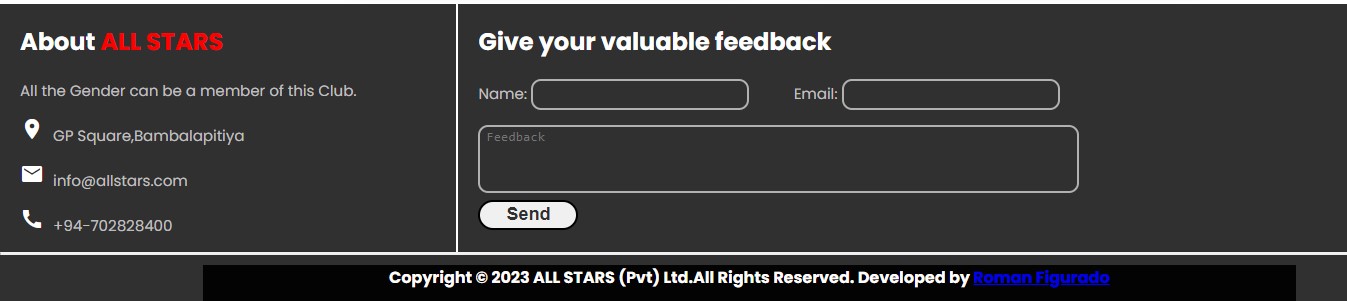 About ALL STARS
All the Gender can be a member of this Club.
GP Square,Bambalapitiya
info@allstars.com
+94-702828400
Give your valuable feedback
Name:
Email:
Feedback
Send
Copyright © 2023 ALL STARS (Pvt) Ltd.All Rights Reserved. Developed by Roman Figurado